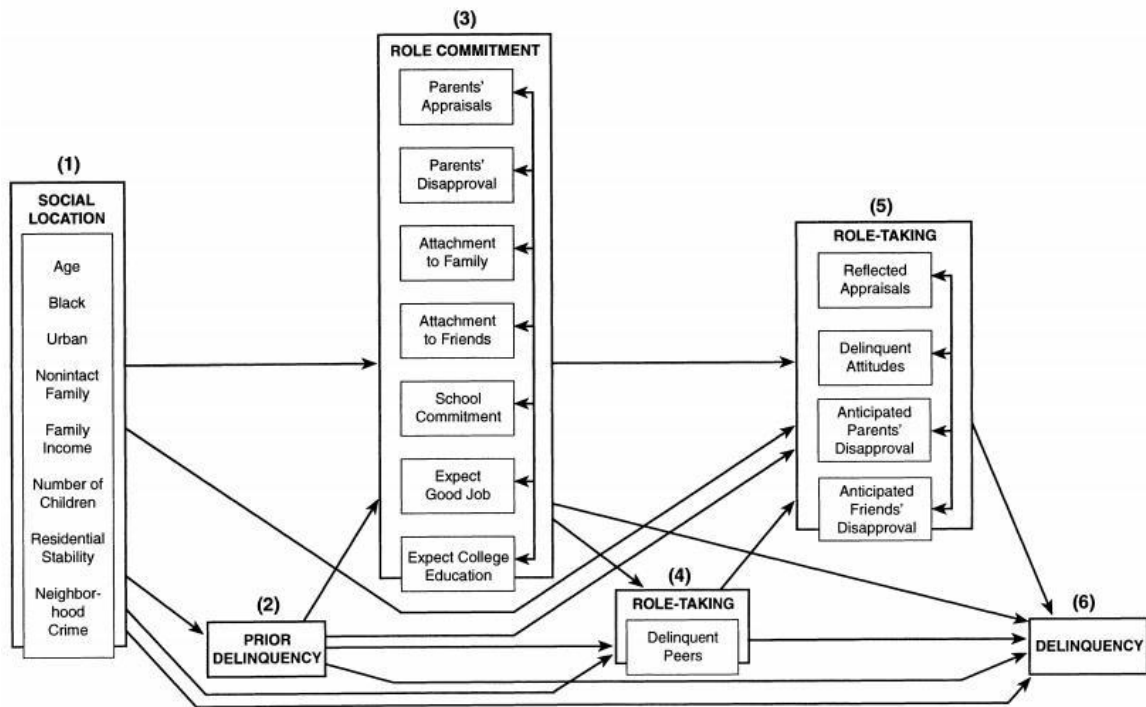 (1)
SOCIAL
LOCATION
Age
Black
Urban
Nonintact
Family
Family
Income
Number of
Children
Residential
Stability
Neighbor-
hood
Crime
(2)
PRIOR
DELINQUENCY
(3)
ROLE COMMITMENT
Parents'
Appraisals
Parents'
Disapproval
Attachment
to Family
Attachment
to Friends
School
Commitment
Expect
Good Job
Expect College
Education
(4)
ROLE-TAKING
Delinquent
Peers
(5)
ROLE-TAKING
Reflected
Appraisals
Delinquent
Attitudes
Anticipated
Parents'
Disapproval
Anticipated
Friends'
Disapproval
(6)
DELINQUENCY